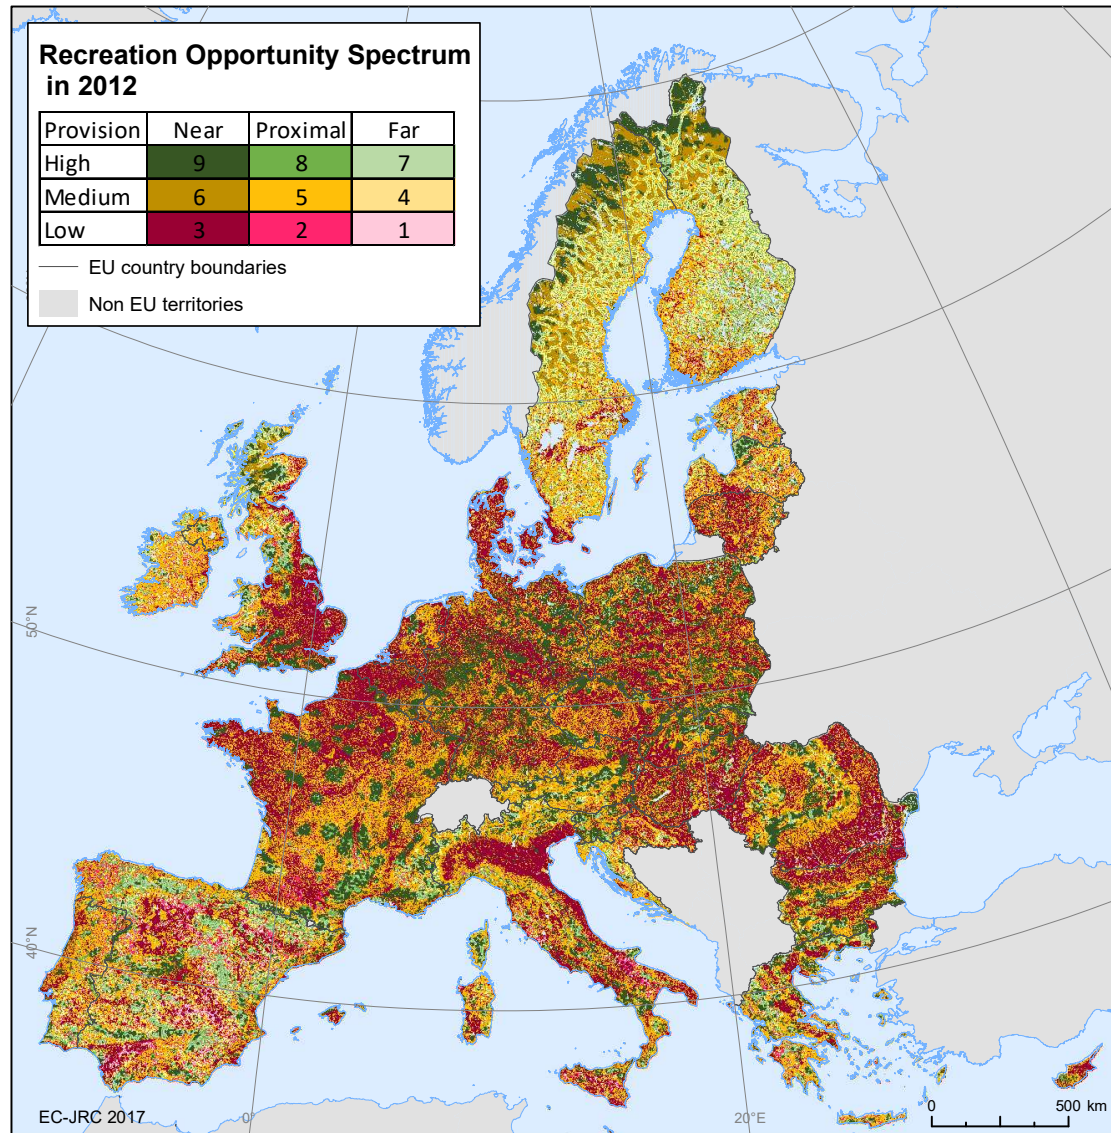 Recreation Opportunity Spectrum
in 2012
Provision Near Proximal Far
High 9 8 7
Medium 6 5 4
Low 3 2 1
EU country boundaries
Non EU territories
50°N
40°N
EC-JRC 2017
0°
20°E
0 500 km